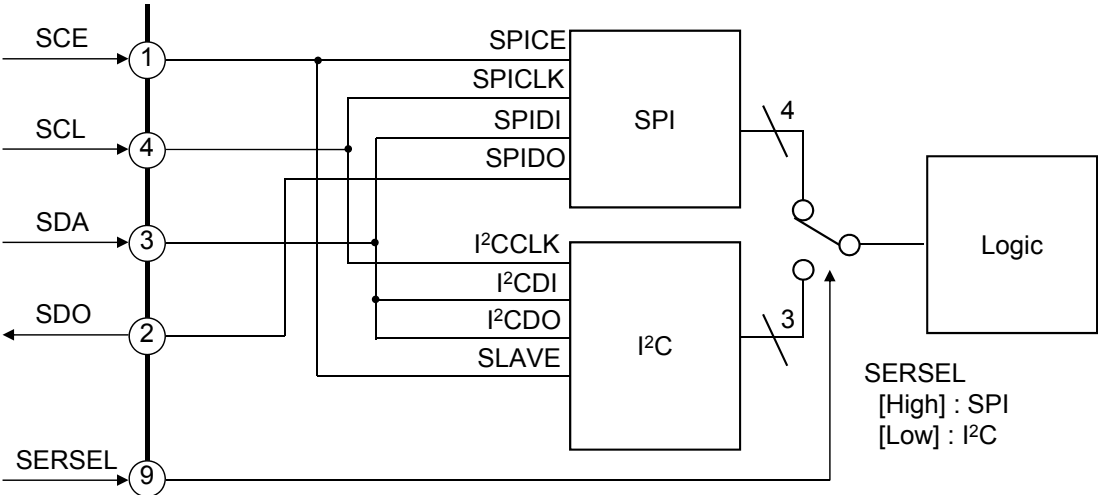 SCE
1
SPICE
SPICLK
SPIDI
SPIDO
SPI
4
SCL
4
SDA
3
I²CCLK
I²CDI
I²CDO
SLAVE
I²C
3
Logic
SDO
2
SERSEL
[High] : SPI
[Low] : I²C
SERSEL
9